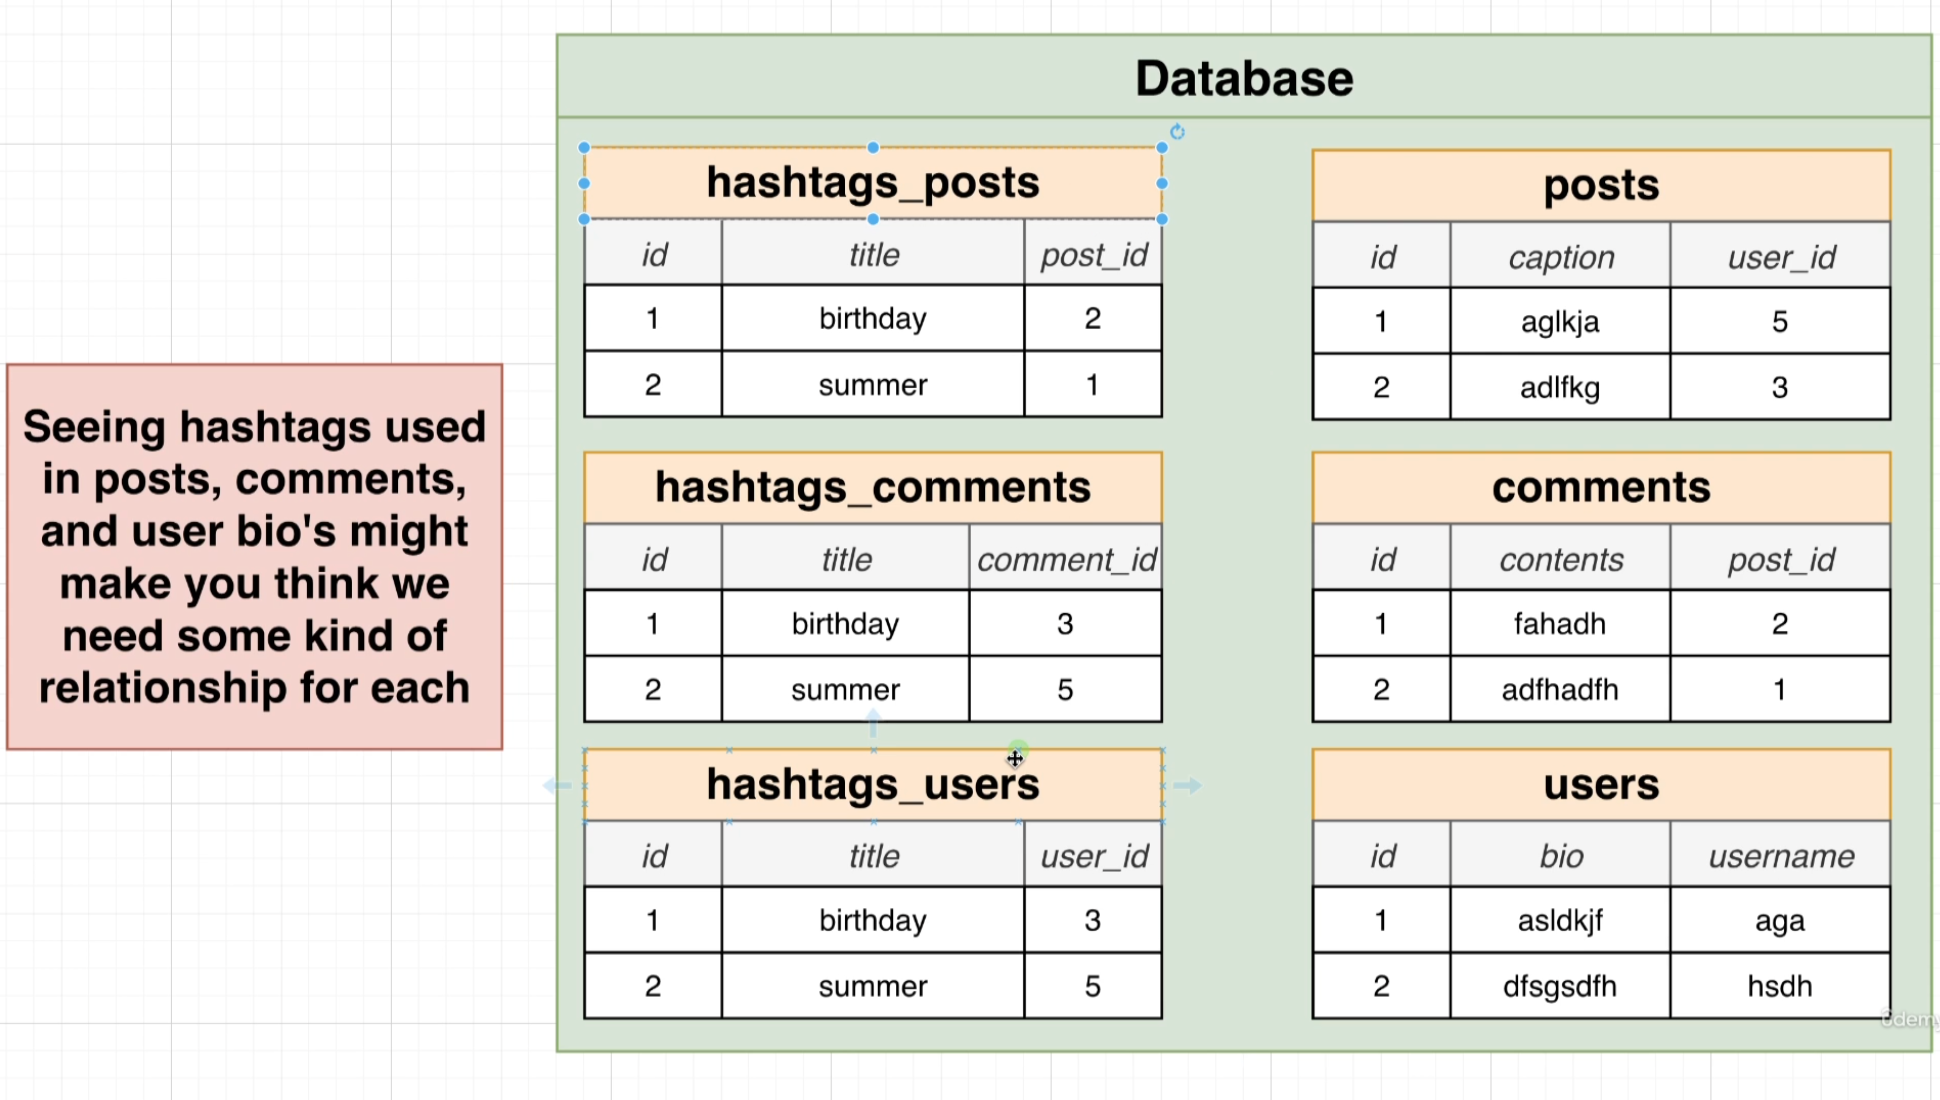 Database
Seeing hashtags used
in posts, comments,
and user bio's might
make you think we
need some kind of
relationship for each
hashtags_posts
id title post_id
1 birthday 2
2 summer 1
posts
id caption user_id
1 aglkja 5
2 adlfkg 3
hashtags_comments
id title comment_id
1 birthday 3
2 summer 5
comments
id contents post_id
1 fahadh 2
2 adfhadfh 1
hashtags_users
id title user_id
1 birthday 3
2 summer 5
users
id bio username
1 asldkjf aga
2 dfsgsdfh hsdh
ûdemy